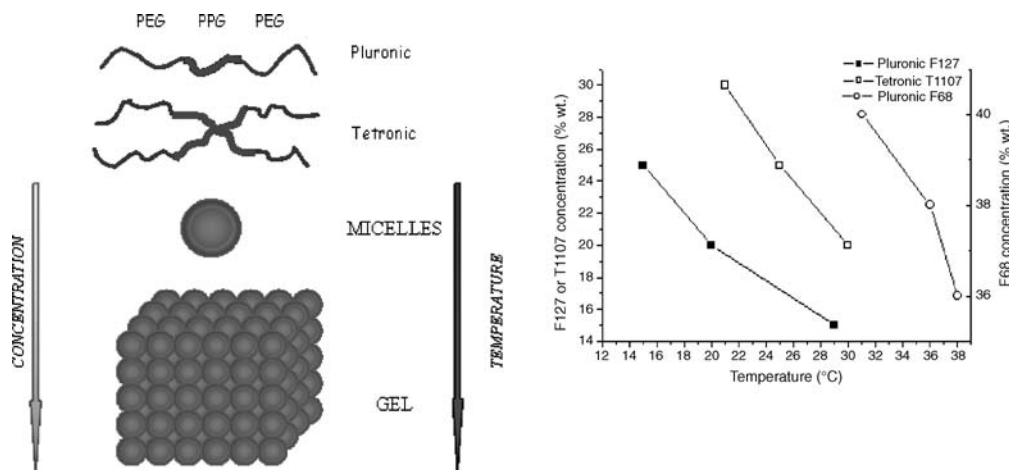 PEG PPG PEG
Pluronic
Tetronic
MICELLES
GEL
CONCENTRATION
TEMPERATURE
Pluronic F127
Tetronic T1107
Pluronic F68
F127 or T1107 concentration (% wt.)
30
28
26
24
22
20
18
16
14
12 14 16 18 20 22 24 26 28 30 32 34 36 38
Temperature (°C)
40
38
36
F68 concentration (% wt.)